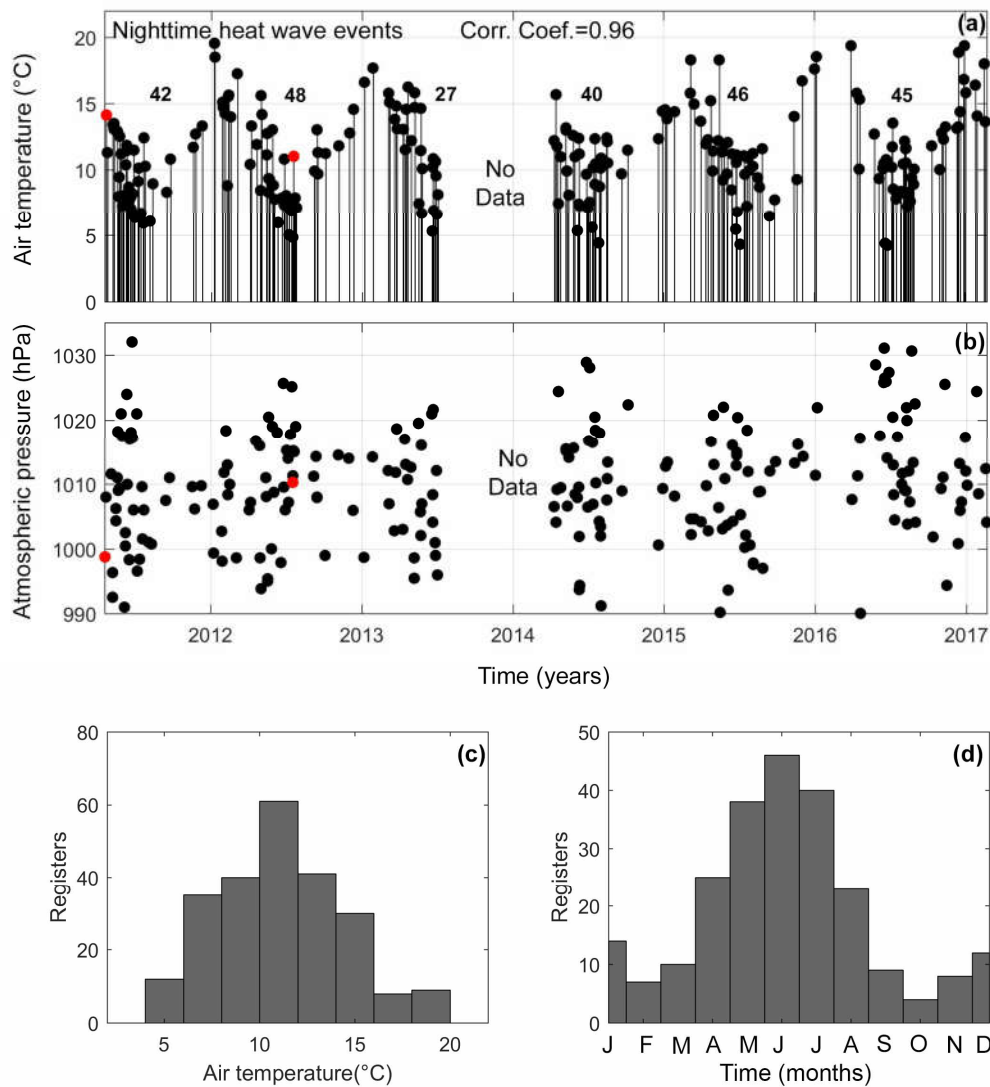 Nighttime heat wave events Corr. Coef.=0.96 (a)
Air temperature (°C)
20
15
10
5
0
42 48 27 40 46 45
No
Data
(b)
Atmospheric pressure (hPa)
1030
1020
1010
1000
990
No
Data
2012 2013 2014 2015 2016 2017
Time (years)
(c)
Registers
80
60
40
20
0
5 10 15 20
Air temperature(°C)
(d)
Registers
50
40
30
20
10
0
J F M A M J J A S O N D
Time (months)